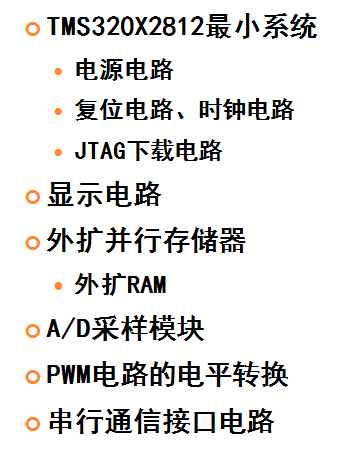 TMS320X2812最小系统
电源电路
复位电路、时钟电路
JTAG下载电路
显示电路
外扩并行存储器
外扩RAM
A/D采样模块
PWM电路的电平转换
串行通信接口电路